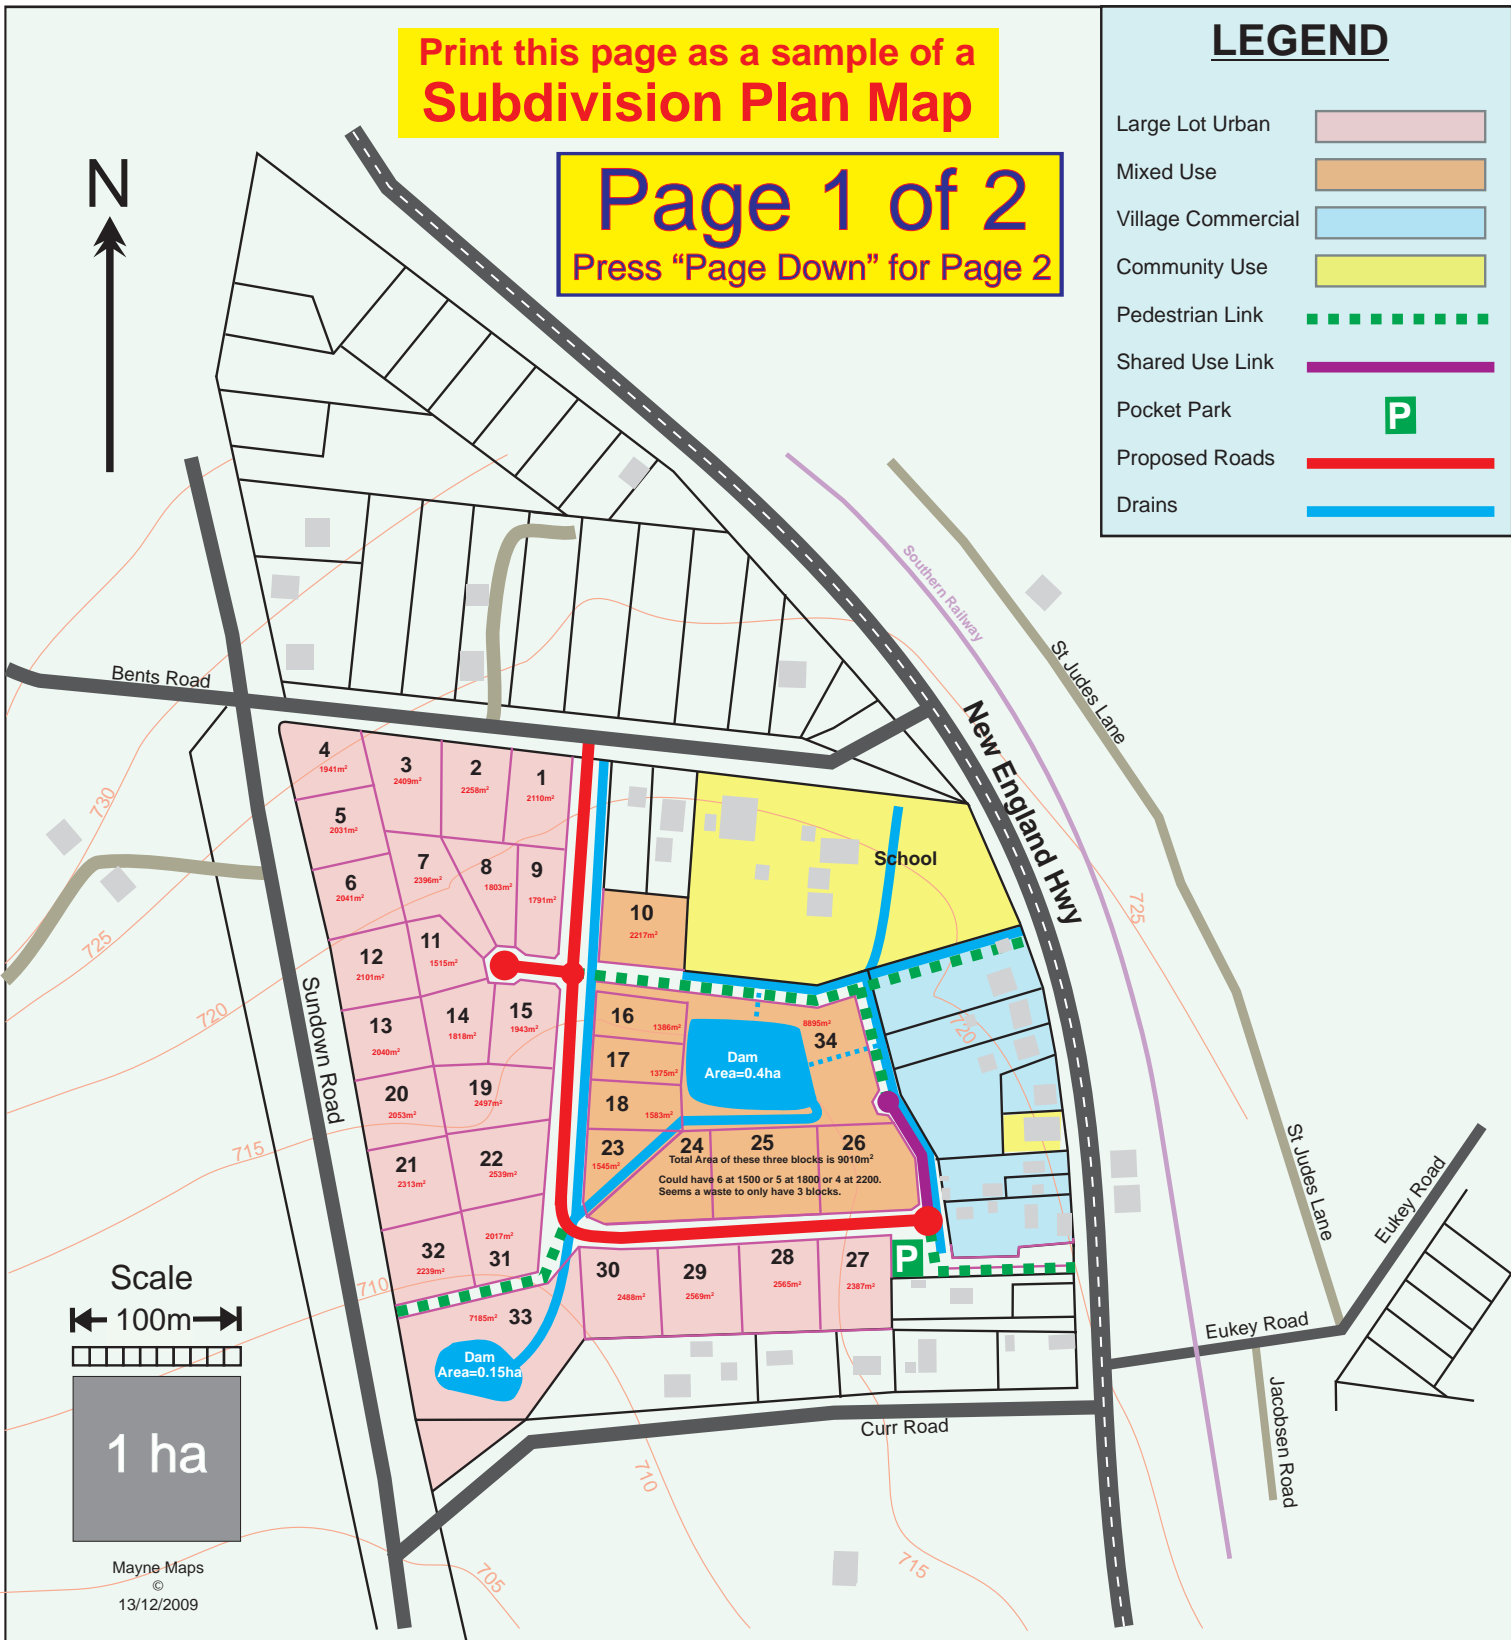 Print this page as a sample of a
Subdivision Plan Map
Page 1 of 2
Press “Page Down” for Page 2
LEGEND
Large Lot Urban
Mixed Use
Village Commercial
Community Use
Pedestrian Link
Shared Use Link
Pocket Park
P
Proposed Roads
Drains
N
Bents Road
Southern Railway
St Judes Lane
New England Hwy
730
725
720
715
710
725
720
710
715
705
Sundown Road
4
1941m²
3
2409m²
2
2258m²
1
2110m²
5
2031m²
6
2041m²
7
2396m²
8
1803m²
9
1791m²
School
10
2217m²
11
1515m²
12
2101m²
13
2040m²
14
1818m²
15
1943m²
16
1386m²
17
1375m²
18
1583m²
Dam
Area=0.4ha
8895m²
34
20
2053m²
19
2497m²
21
2313m²
22
2539m²
23
1545m²
24
25
26
Total Area of these three blocks is 9010m²
Could have 6 at 1500 or 5 at 1800 or 4 at 2200.
Seems a waste to only have 3 blocks.
32
2239m²
2017m²
31
30
2488m²
29
2569m²
28
2565m²
27
2387m²
P
7185m²
33
Dam
Area=0.15ha
St Judes Lane
Eukey Road
Eukey Road
Jacobsen Road
Curr Road
Scale
100m
1 ha
Mayne Maps
©
13/12/2009